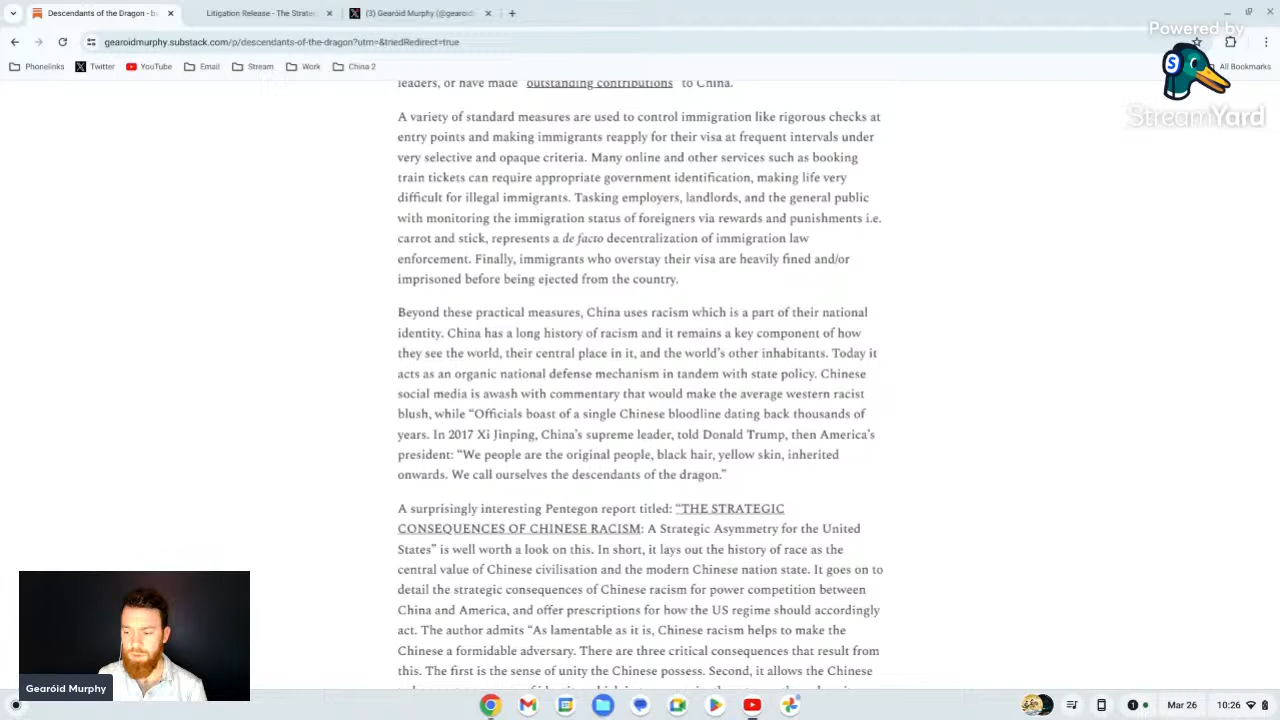 Descendants of the Dragon - b
Litigation Release - The Strate
(3) Gearóid Murphy (@gearoid
gearoidmurphy.substack.com/p/descendants-of-the-dragon?utm=&triedRedirect=true
Phonelinks
Twitter
YouTube
Email
Stream
Work
China 2
All Bookmarks
Powered by
StreamYard
leaders, or have made outstanding contributions to China.
A variety of standard measures are used to control immigration like rigorous checks at
entry points and making immigrants reapply for their visa at frequent intervals under
very selective and opaque criteria. Many online and other services such as booking
train tickets can require appropriate government identification, making life very
difficult for illegal immigrants. Tasking employers, landlords, and the general public
with monitoring the immigration status of foreigners via rewards and punishments i.e.
carrot and stick, represents a de facto decentralization of immigration law
enforcement. Finally, immigrants who overstay their visa are heavily fined and/or
imprisoned before being ejected from the country.
Beyond these practical measures, China uses racism which is a part of their national
identity. China has a long history of racism and it remains a key component of how
they see the world, their central place in it, and the world's other inhabitants. Today it
acts as an organic national defense mechanism in tandem with state policy. Chinese
social media is awash with commentary that would make the average western racist
blush, while "Officials boast of a single Chinese bloodline dating back thousands of
years. In 2017 Xi Jinping, China's supreme leader, told Donald Trump, then America's
president: "We people are the original people, black hair, yellow skin, inherited
onwards. We call ourselves the descendants of the dragon."
A surprisingly interesting Pentegon report titled: "THE STRATEGIC
CONSEQUENCES OF CHINESE RACISM: A Strategic Asymmetry for the United
States" is well worth a look on this. In short, it lays out the history of race as the
central value of Chinese civilisation and the modern Chinese nation state. It goes on to
detail the strategic consequences of Chinese racism for power competition between
China and America, and offer prescriptions for how the US regime should accordingly
act. The author admits "As lamentable as it is, Chinese racism helps to make the
Chinese a formidable adversary. There are three critical consequences that result from
this. The first is the sense of unity the Chinese possess. Second, it allows the Chinese
Gearóid Murphy
Mar 26
10:26